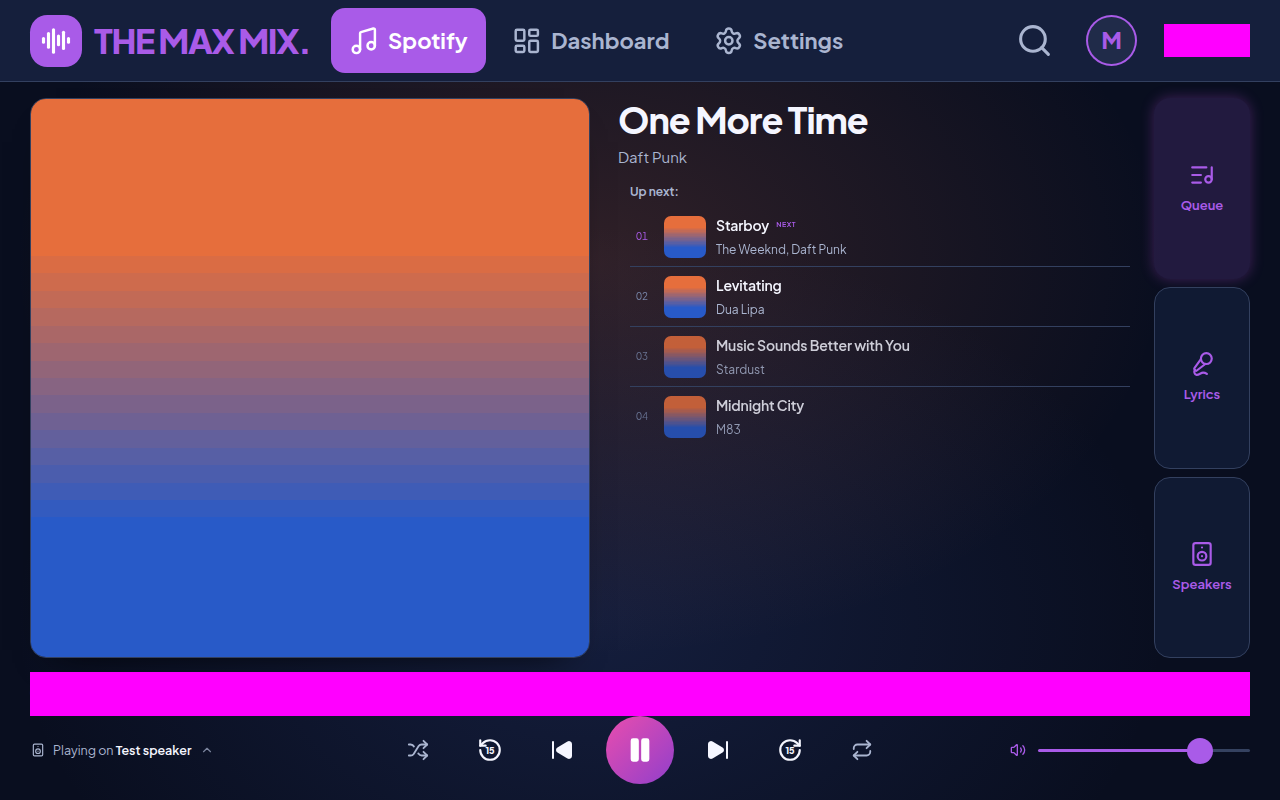 THE MAX MIX.
Spotify
Dashboard
Settings
M
One More Time
Daft Punk
Up next:
01
Starboy NEXT
The Weeknd, Daft Punk
02
Levitating
Dua Lipa
03
Music Sounds Better with You
Stardust
04
Midnight City
M83
Queue
Lyrics
Speakers
Playing on Test speaker
15
15